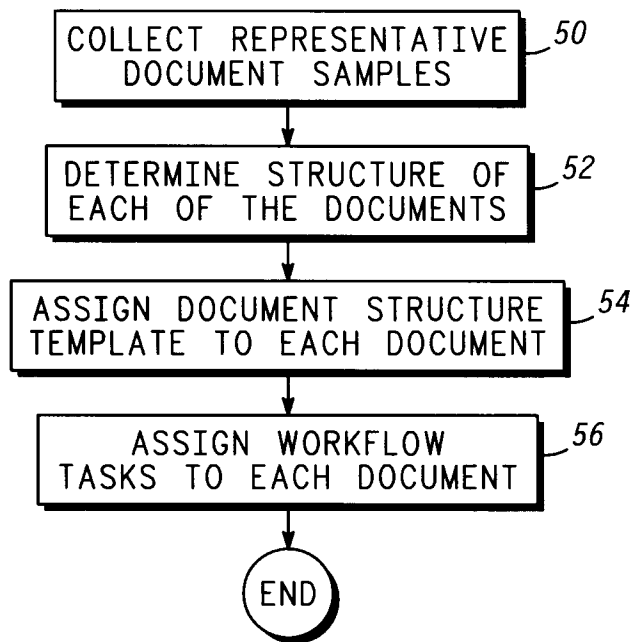 COLLECT REPRESENTATIVE
DOCUMENT SAMPLES
50
DETERMINE STRUCTURE OF
EACH OF THE DOCUMENTS
52
ASSIGN DOCUMENT STRUCTURE
TEMPLATE TO EACH DOCUMENT
54
ASSIGN WORKFLOW
TASKS TO EACH DOCUMENT
56
END